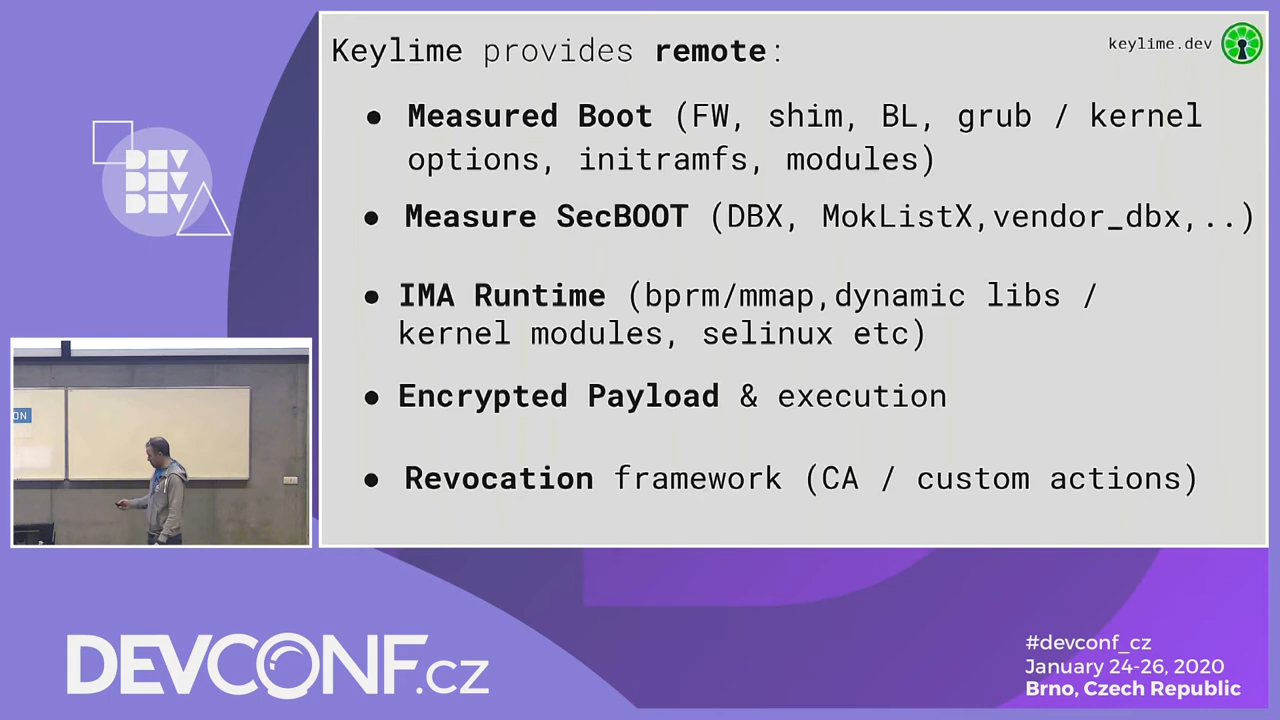 Keylime provides remote:
keylime.dev
● Measured Boot (FW, shim, BL, grub / kernel
options, initramfs, modules)
● Measure SecBOOT (DBX, MokListX,vendor_dbx,..)
● IMA Runtime (bprm/mmap,dynamic libs /
kernel modules, selinux etc)
● Encrypted Payload & execution
● Revocation framework (CA / custom actions)
DEV
DEV
DEV
ON
DEVCONF.cz
#devconf_cz
January 24-26, 2020
Brno, Czech Republic